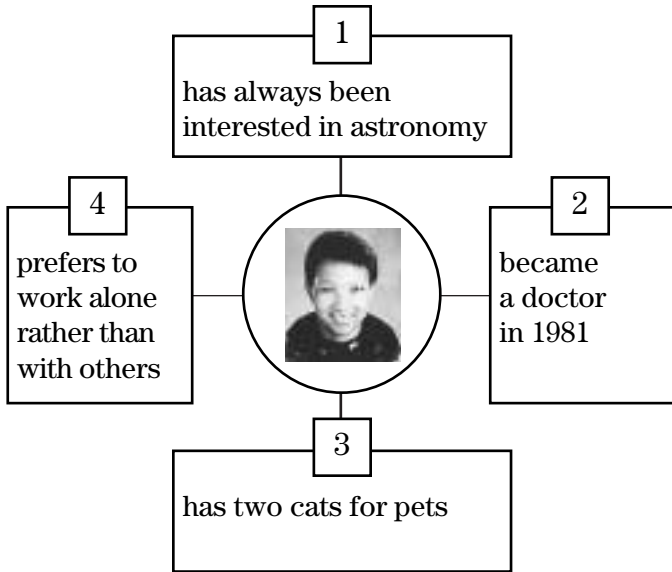 1
has always been
interested in astronomy
4
prefers to
work alone
rather than
with others
2
became
a doctor
in 1981
3
has two cats for pets